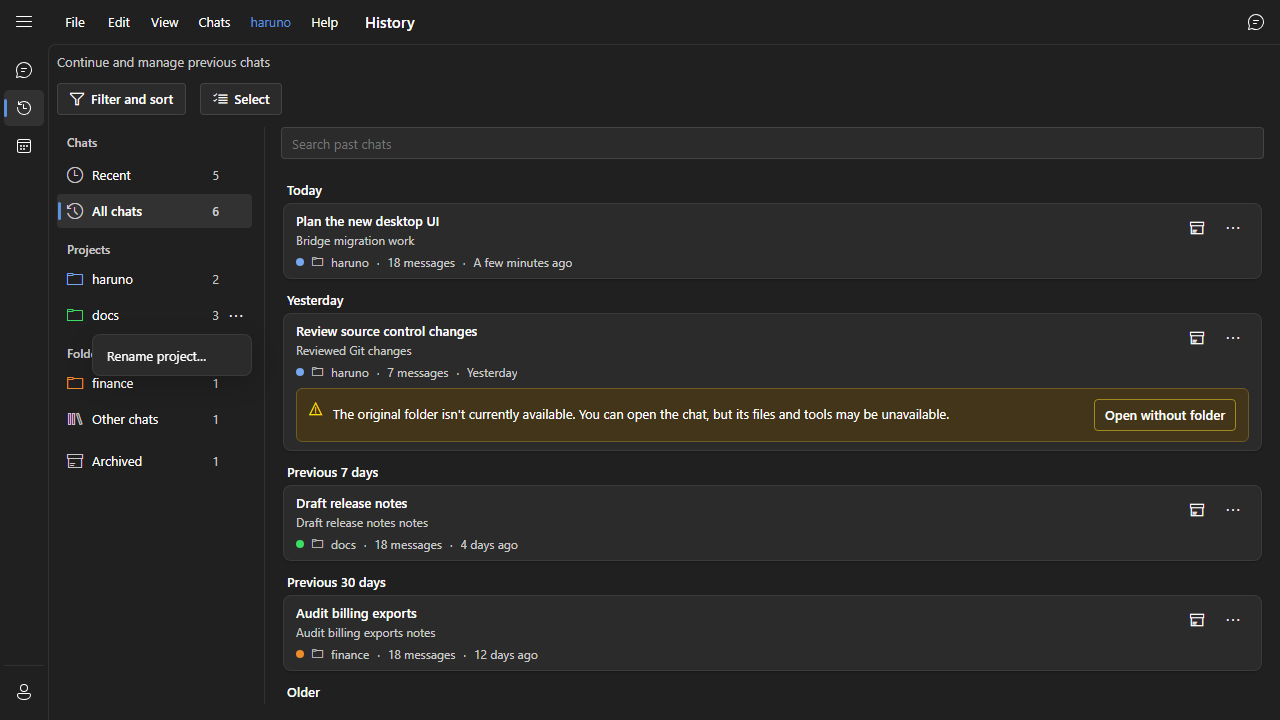 File Edit View Chats haruno Help History
Continue and manage previous chats
Filter and sort Select
Chats
Recent 5
All chats 6
Projects
haruno 2
docs 3
Rename project...
finance 1
Other chats 1
Archived 1
Search past chats
Today
Plan the new desktop UI
Bridge migration work
haruno · 18 messages · A few minutes ago
Yesterday
Review source control changes
Reviewed Git changes
haruno · 7 messages · Yesterday
The original folder isn't currently available. You can open the chat, but its files and tools may be unavailable. Open without folder
Previous 7 days
Draft release notes
Draft release notes notes
docs · 18 messages · 4 days ago
Previous 30 days
Audit billing exports
Audit billing exports notes
finance · 18 messages · 12 days ago
Older